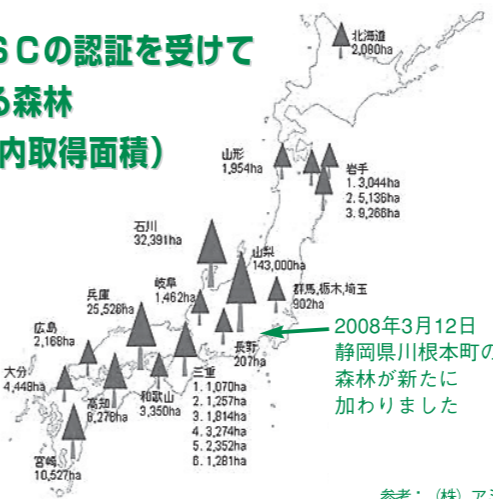 SCの認証を受けて
る森林
内取得面積）
北海道
2,080ha
山形
1,954ha
岩手
1. 3,044ha
2. 5,136ha
3. 9,266ha
石川
32,391ha
山梨
143,000ha
岐阜
1,462ha
群馬,栃木,埼玉
902ha
兵庫
25,526ha
広島
2,168ha
長野
207ha
大分
4,448ha
高知
6,276ha
和歌山
3,350ha
三重
1. 1,070ha
2. 1,257ha
3. 1,814ha
4. 3,274ha
5. 2,352ha
6. 1,281ha
宮崎
10,527ha
2008年3月12日
静岡県川根本町の
森林が新たに
加わりました
参考：（株）ア